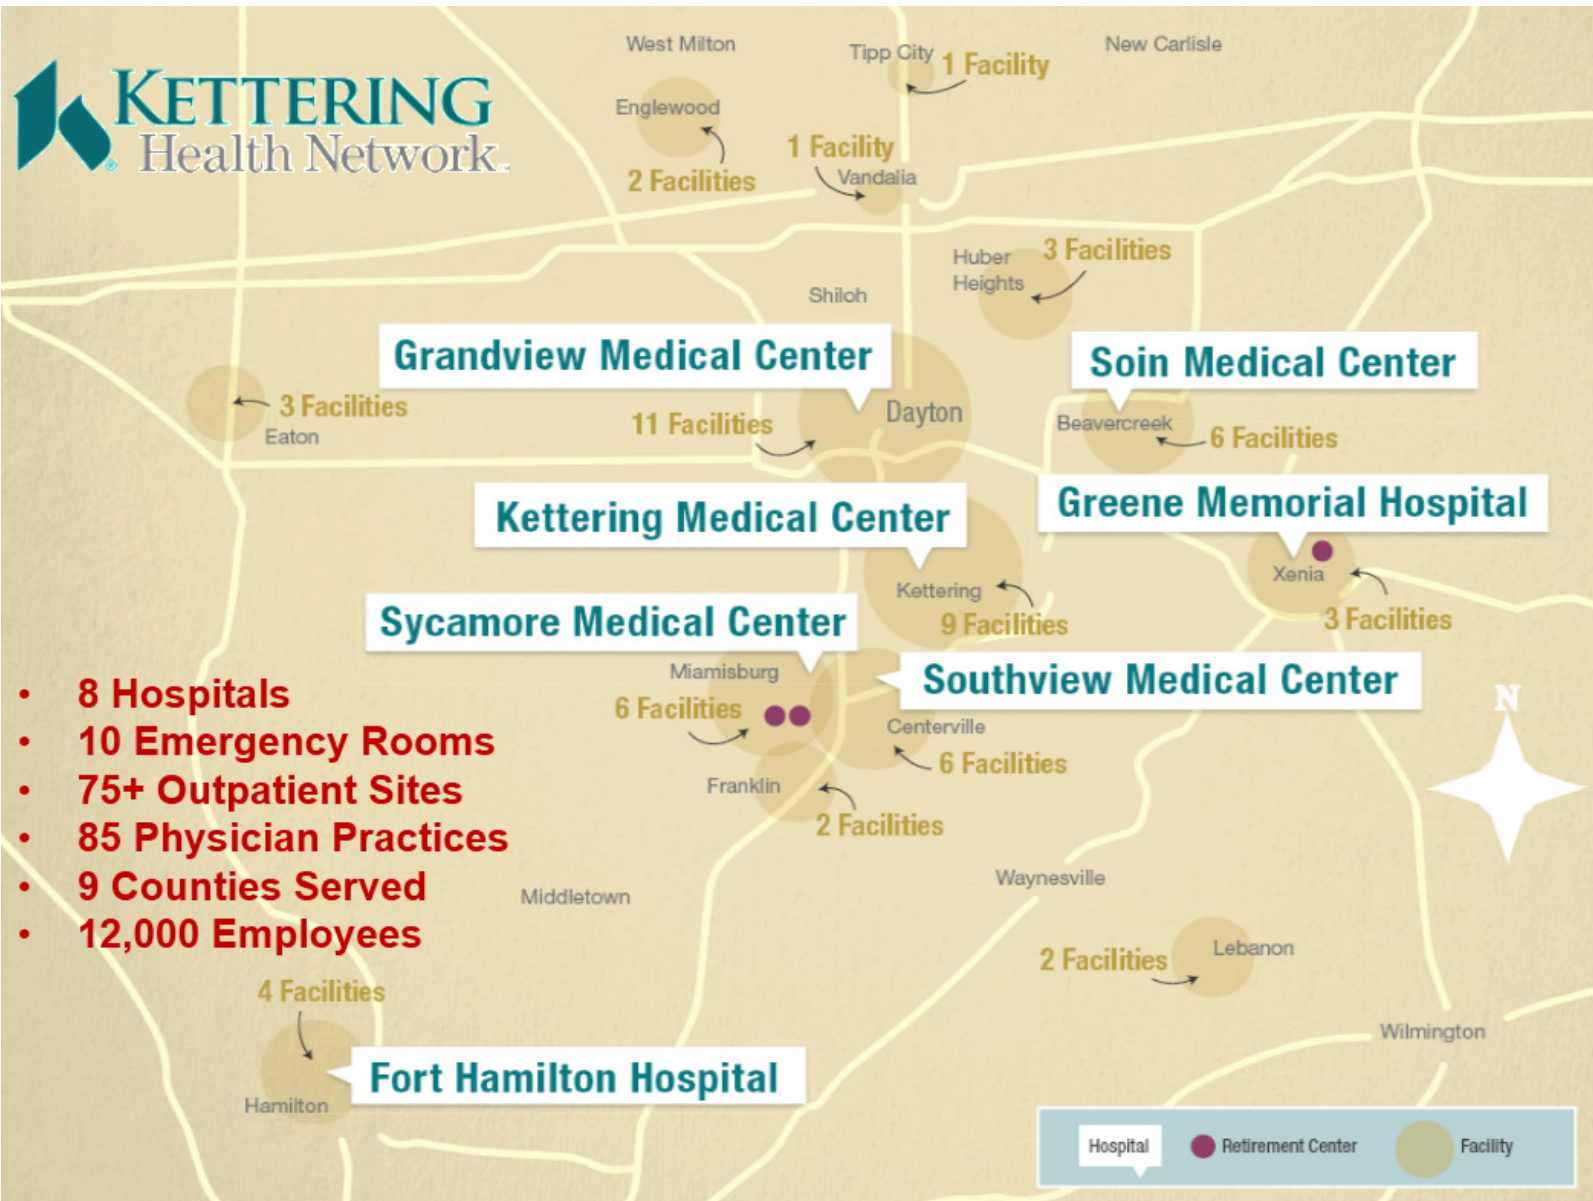 KETTERING
Health Network
West Milton
Tipp City
1 Facility
New Carlisle
Englewood
2 Facilities
1 Facility
Vandalia
Huber
Heights
3 Facilities
Shiloh
Grandview Medical Center
Soin Medical Center
3 Facilities
Eaton
11 Facilities
Dayton
Beavercreek
6 Facilities
Kettering Medical Center
Greene Memorial Hospital
Kettering
9 Facilities
Xenia
3 Facilities
Sycamore Medical Center
Miamisburg
6 Facilities
Southview Medical Center
Centerville
6 Facilities
Franklin
2 Facilities
• 8 Hospitals
• 10 Emergency Rooms
• 75+ Outpatient Sites
• 85 Physician Practices
• 9 Counties Served
• 12,000 Employees
N
Middletown
Waynesville
2 Facilities
Lebanon
Wilmington
4 Facilities
Fort Hamilton Hospital
Hamilton
Hospital
Retirement Center
Facility